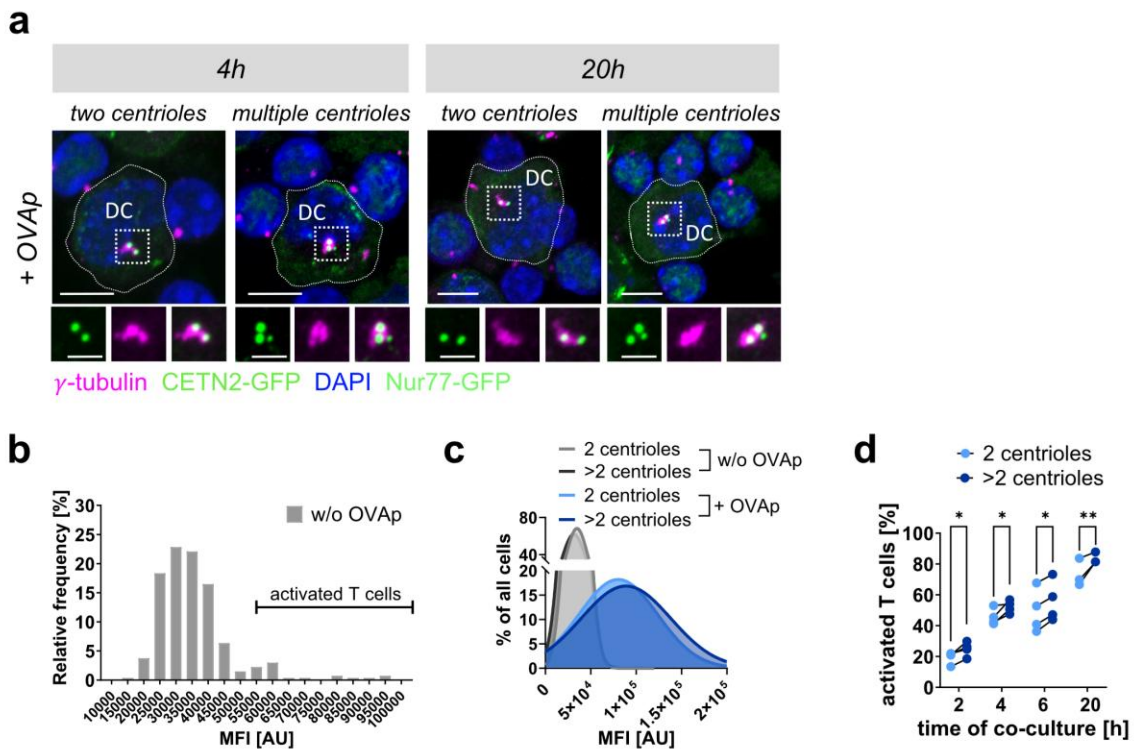 a
4h
20h
two centrioles
multiple centrioles
two centrioles
multiple centrioles
+ OVAp
DC
DC
DC
DC
γ-tubulin CETN2-GFP DAPI Nur77-GFP
b
Relative frequency [%]
30
25
20
15
10
5
0
w/o OVAp
activated T cells
10000
15000
20000
25000
30000
35000
40000
45000
50000
55000
60000
65000
70000
75000
80000
85000
90000
95000
100000
MFI [AU]
c
2 centrioles
>2 centrioles
w/o OVAp
2 centrioles
>2 centrioles
+ OVAp
% of all cells
80
60
40
20
15
10
5
0
0
5×10⁴
1×10⁵
1.5×10⁵
2×10⁵
MFI [AU]
d
2 centrioles
>2 centrioles
activated T cells [%]
* * * **
100
80
60
40
20
0
2 4 6 20
time of co-culture [h]